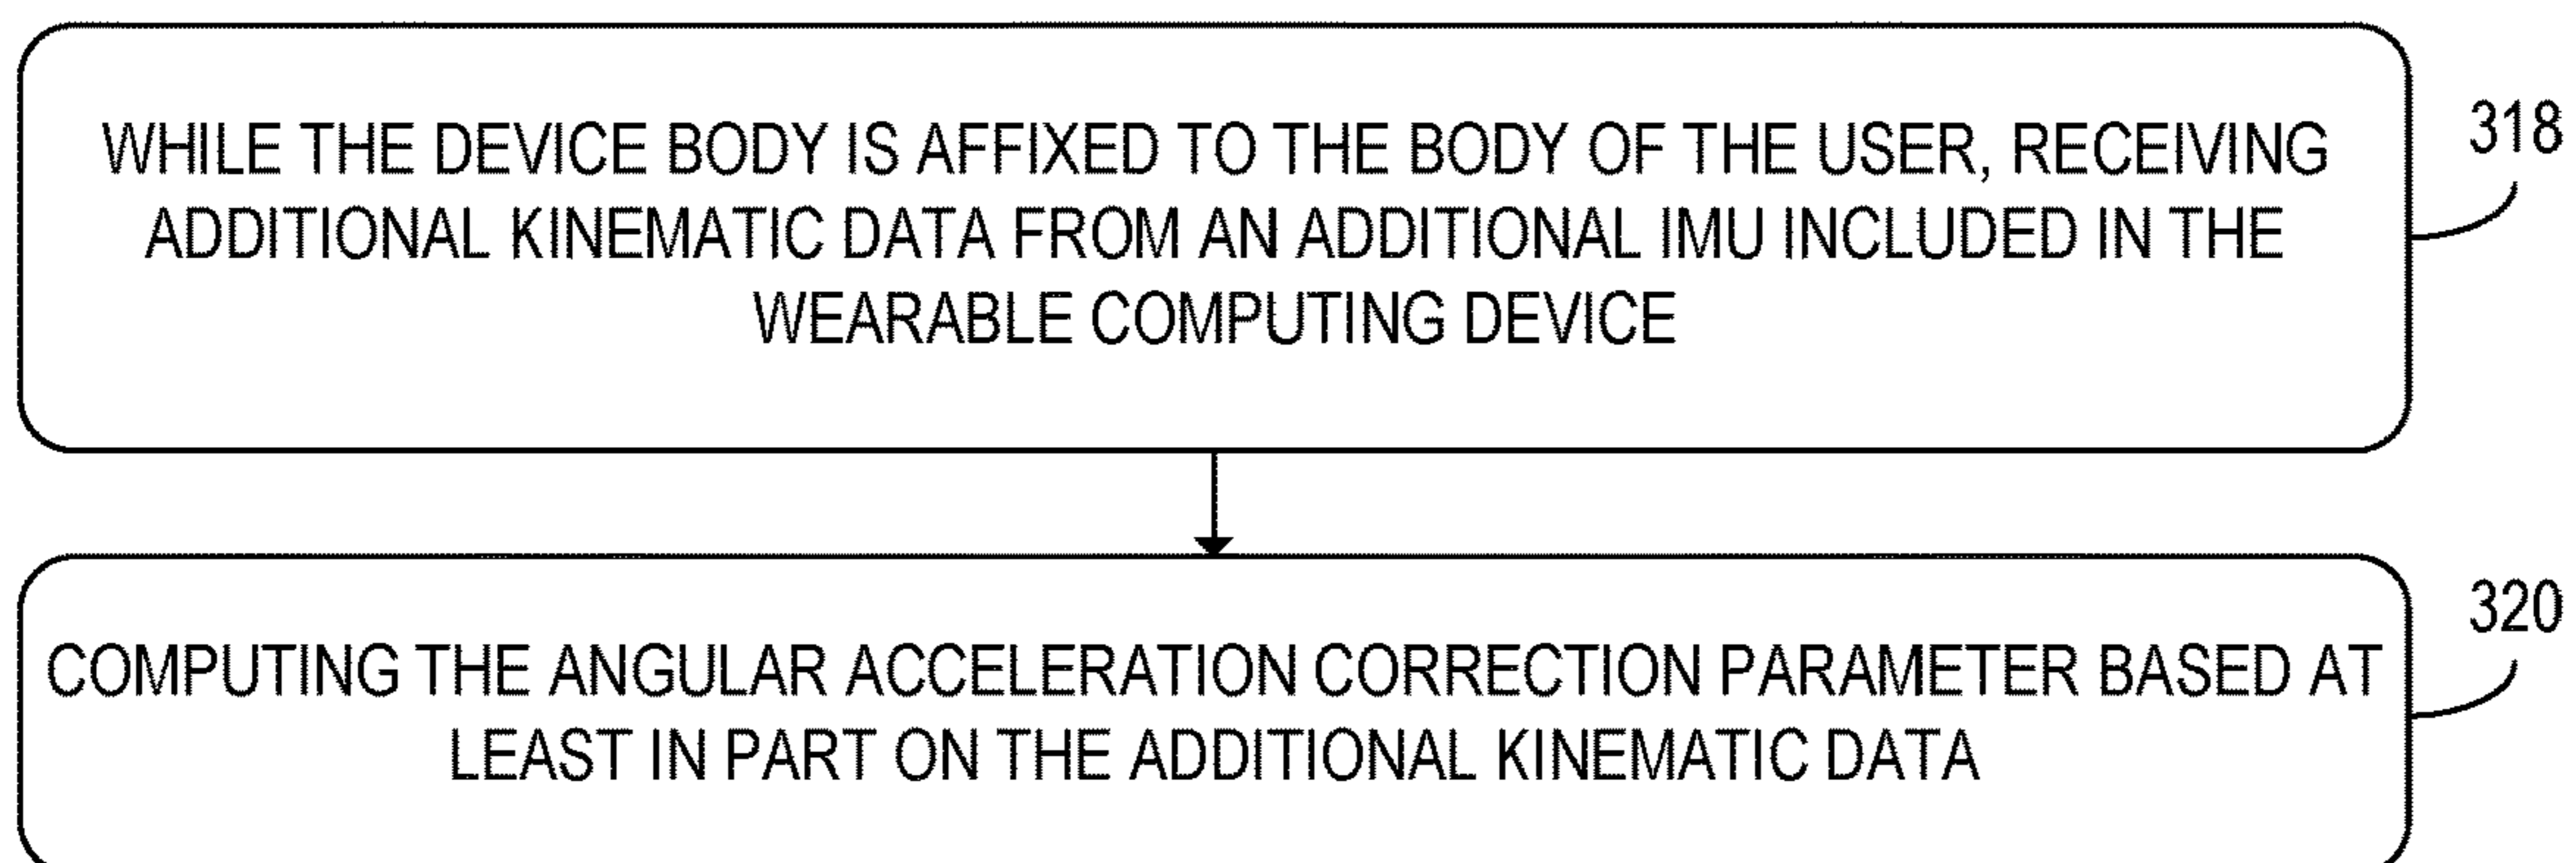 WHILE THE DEVICE BODY IS AFFIXED TO THE BODY OF THE USER, RECEIVING
ADDITIONAL KINEMATIC DATA FROM AN ADDITIONAL IMU INCLUDED IN THE
WEARABLE COMPUTING DEVICE
318
COMPUTING THE ANGULAR ACCELERATION CORRECTION PARAMETER BASED AT
LEAST IN PART ON THE ADDITIONAL KINEMATIC DATA
320